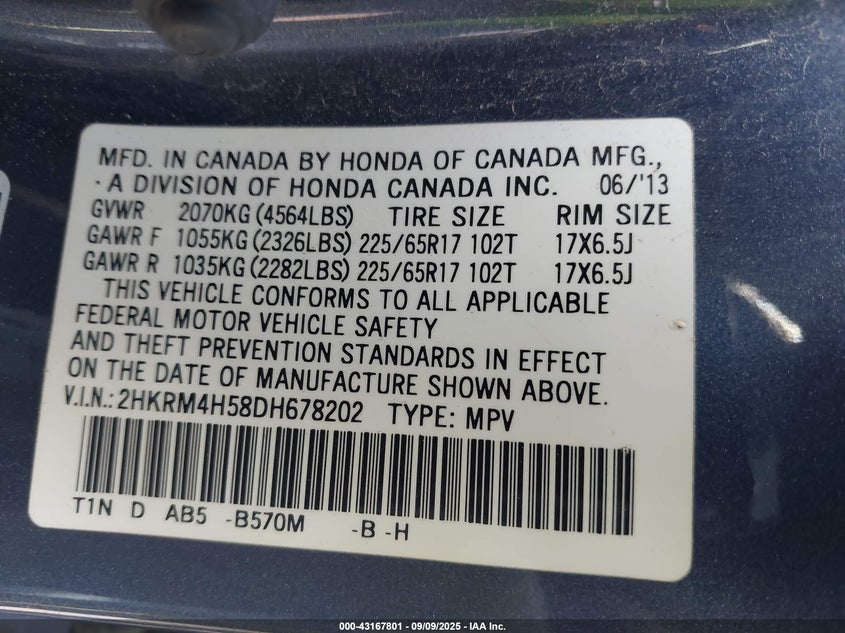 MFD. IN CANADA BY HONDA OF CANADA MFG.,
A DIVISION OF HONDA CANADA INC. 06/'13
GVWR 2070KG (4564LBS) TIRE SIZE RIM SIZE
GAWR F 1055KG (2326LBS) 225/65R17 102T 17X6.5J
GAWR R 1035KG (2282LBS) 225/65R17 102T 17X6.5J
THIS VEHICLE CONFORMS TO ALL APPLICABLE
FEDERAL MOTOR VEHICLE SAFETY
AND THEFT PREVENTION STANDARDS IN EFFECT
ON THE DATE OF MANUFACTURE SHOWN ABOVE.
V.I.N.: 2HKRM4H58DH678202 TYPE: MPV
T1N D AB5 -B570M -B -H
000-43167801 - 09/09/2025 - IAA Inc.